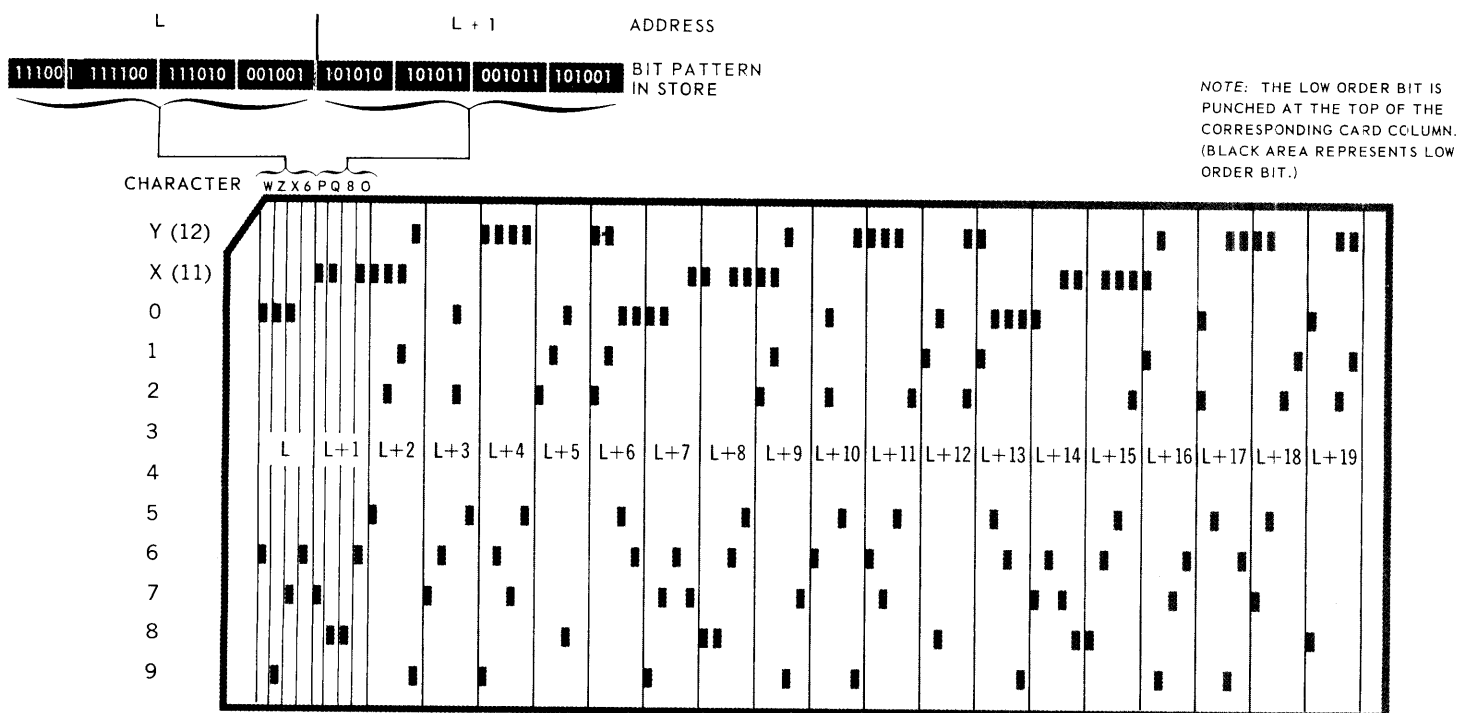 L L + 1 ADDRESS
111001 111100 111010 001001 101010 101011 001011 101001 BIT PATTERN
IN STORE
NOTE: THE LOW ORDER BIT IS
PUNCHED AT THE TOP OF THE
CORRESPONDING CARD COLUMN.
(BLACK AREA REPRESENTS LOW
ORDER BIT.)
CHARACTER W Z X 6 P Q 8 O
Y (12)
X (11)
0
1
2
3
L L+1 L+2 L+3 L+4 L+5 L+6 L+7 L+8 L+9 L+10 L+11 L+12 L+13 L+14 L+15 L+16 L+17 L+18 L+19
4
5
6
7
8
9